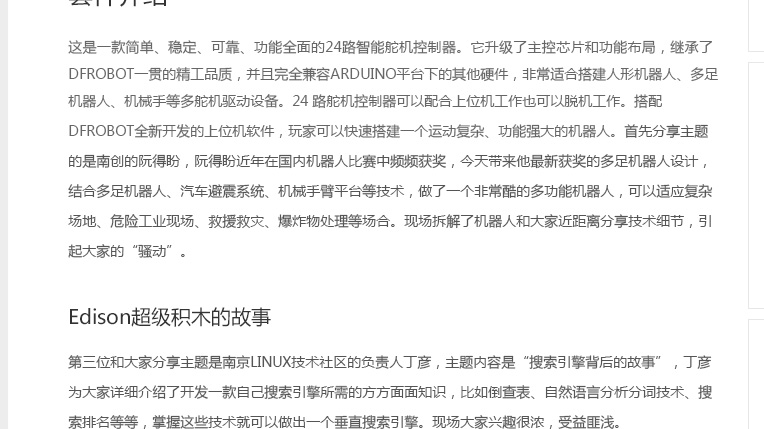 套件介绍
这是一款简单、稳定、可靠、功能全面的24路智能舵机控制器。它升级了主控芯片和功能布局，继承了
DFROBOT一贯的精工品质，并且完全兼容ARDUINO平台下的其他硬件，非常适合搭建人形机器人、多足
机器人、机械手等多舵机驱动设备。24 路舵机控制器可以配合上位机工作也可以脱机工作。搭配
DFROBOT全新开发的上位机软件，玩家可以快速搭建一个运动复杂、功能强大的机器人。首先分享主题
的是南创的阮得盼，阮得盼近年在国内机器人比赛中频频获奖，今天带来他最新获奖的多足机器人设计，
结合多足机器人、汽车避震系统、机械手臂平台等技术，做了一个非常酷的多功能机器人，可以适应复杂
场地、危险工业现场、救援救灾、爆炸物处理等场合。现场拆解了机器人和大家近距离分享技术细节，引
起大家的“骚动”。
Edison超级积木的故事
第三位和大家分享主题是南京LINUX技术社区的负责人丁彦，主题内容是“搜索引擎背后的故事”，丁彦
为大家详细介绍了开发一款自己搜索引擎所需的方方面面知识，比如倒查表、自然语言分析分词技术、搜
索排名等等，掌握这些技术就可以做出一个垂直搜索引擎。现场大家兴趣很浓，受益匪浅。